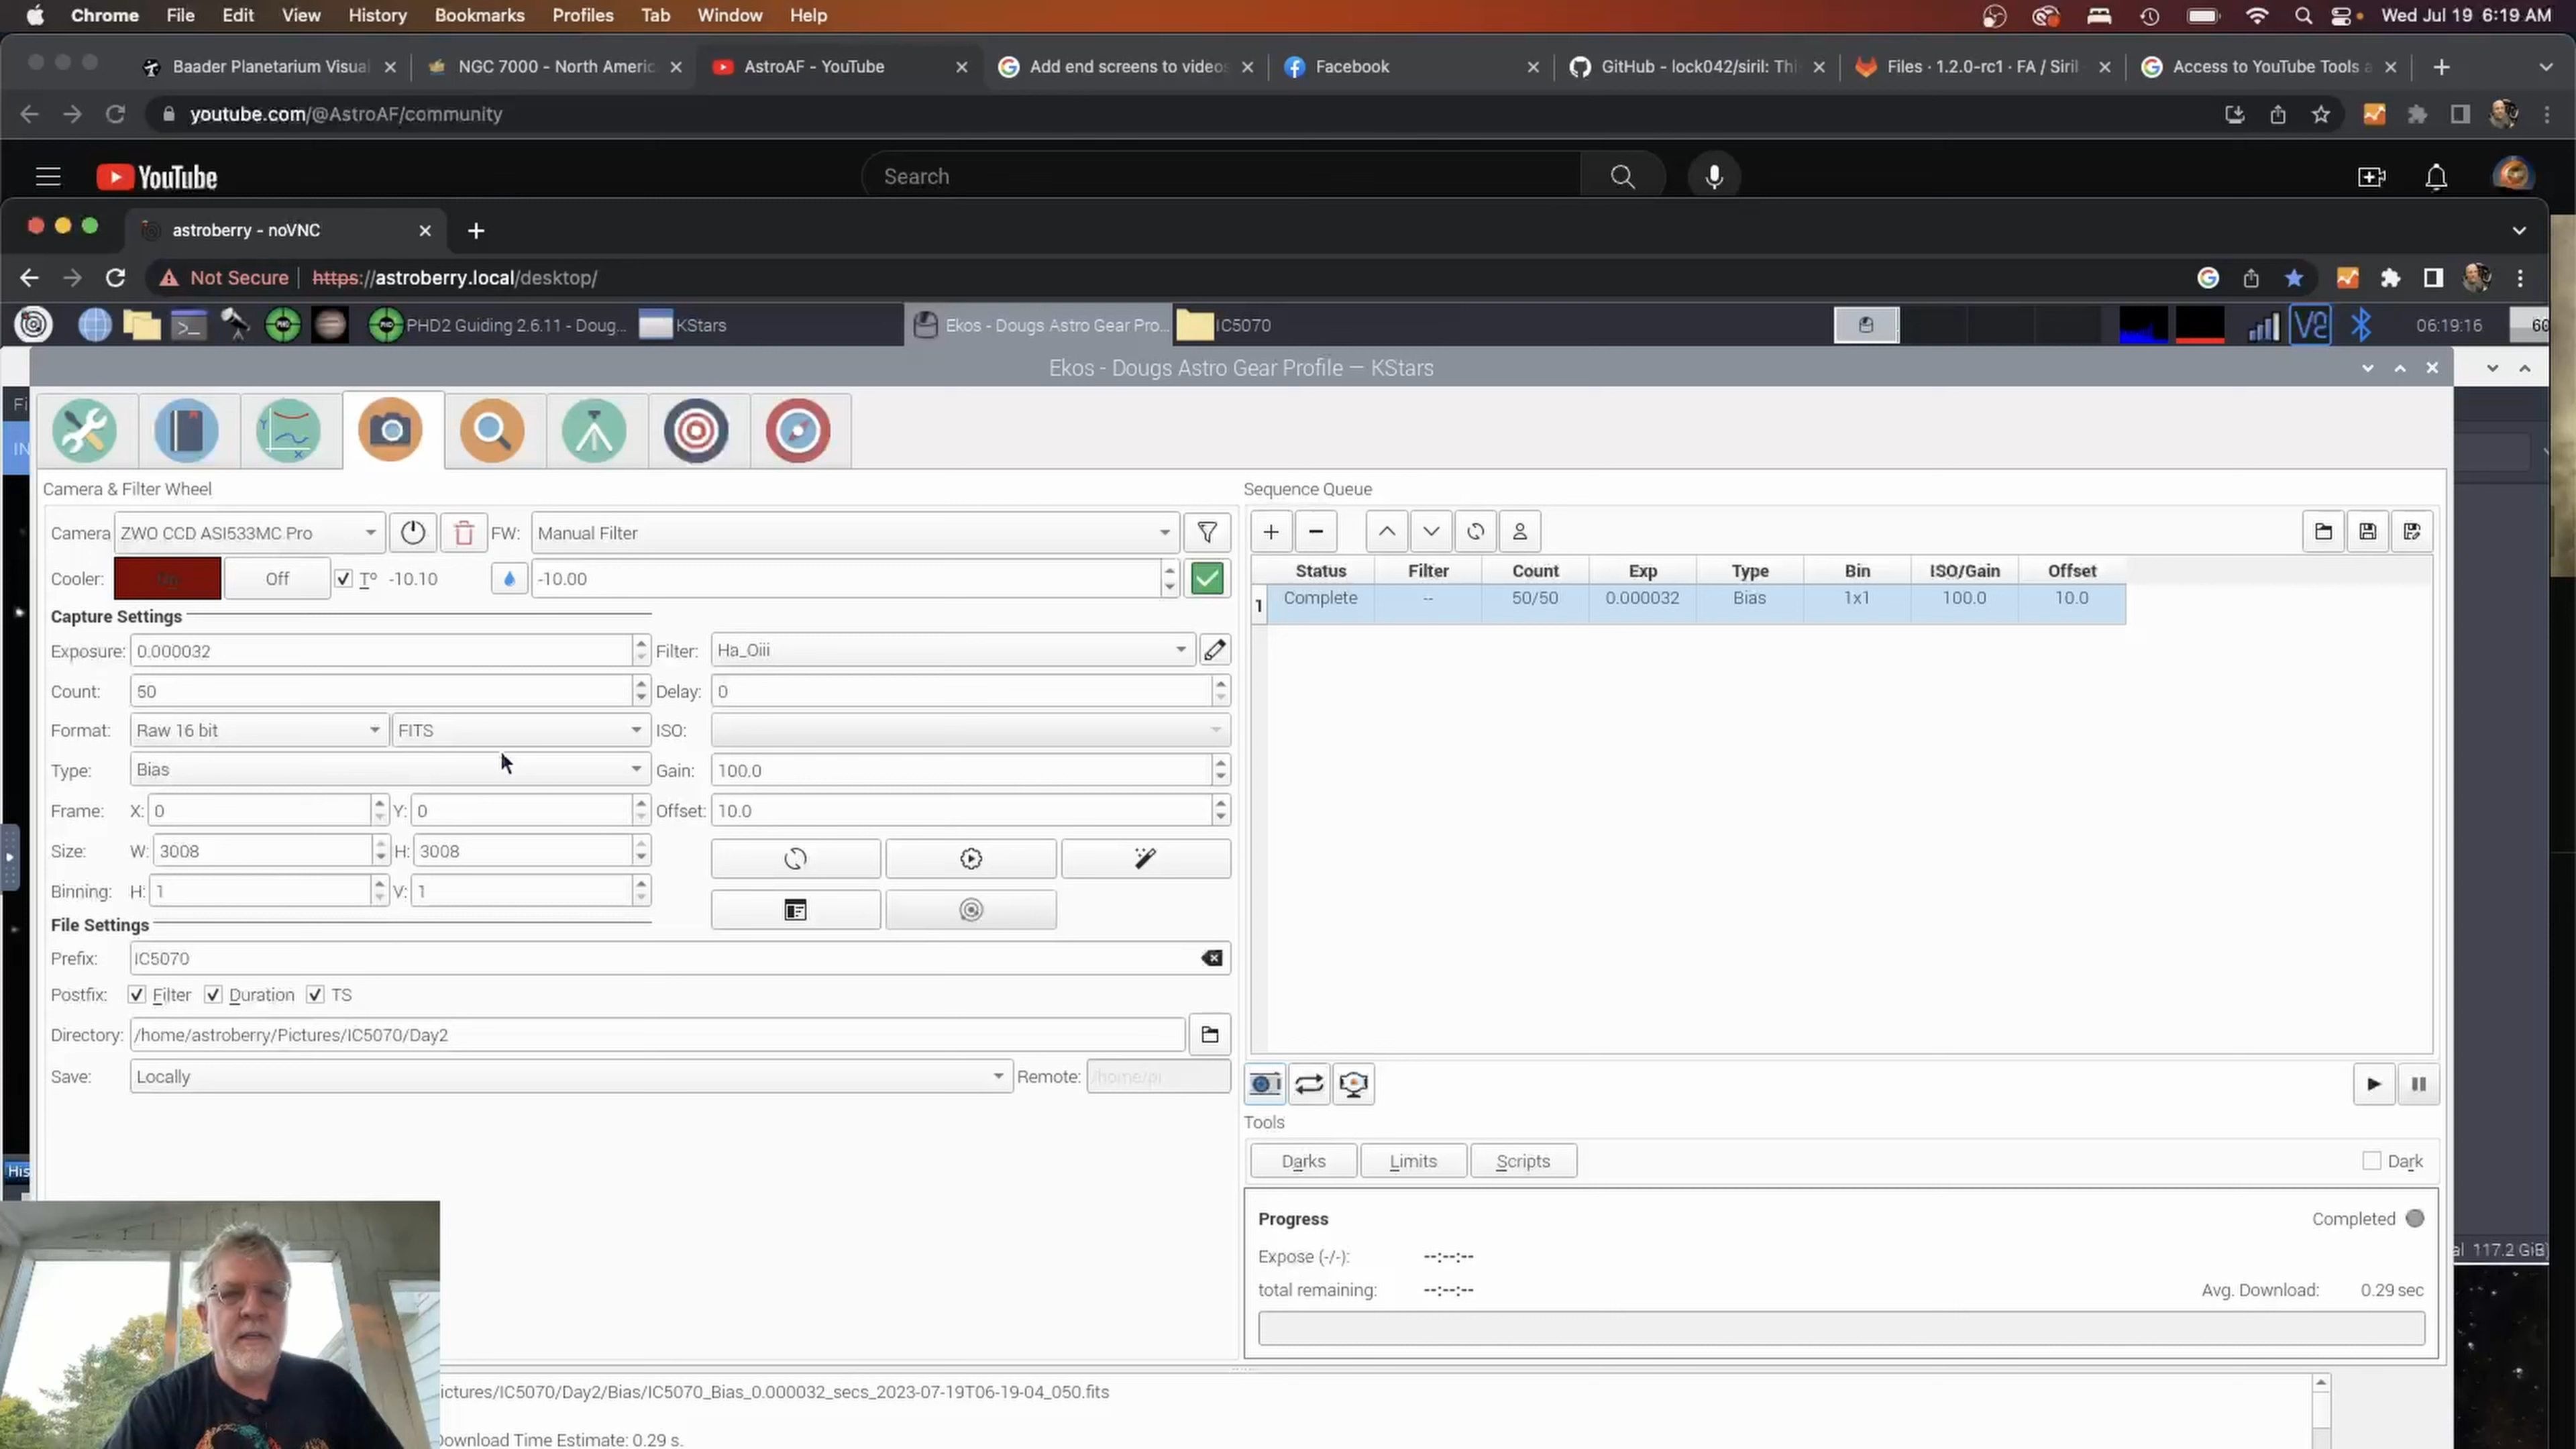 Chrome File Edit View History Bookmarks Profiles Tab Window Help Wed Jul 19 6:19 AM
Baader Planetarium Visual NGC 7000 - North Americ AstroAF - YouTube Add end screens to videos Facebook GitHub - lock042/siril: Thi Files · 1.2.0-rc1 · FA / Siril Access to YouTube Tools a
youtube.com/@AstroAF/community
YouTube Search
astroberry - noVNC
Not Secure https://astroberry.local/desktop/
PHD2 Guiding 2.6.11 - Doug... KStars Ekos - Dougs Astro Gear Pro... IC5070 06:19:16 60
Ekos - Dougs Astro Gear Profile — KStars
Fi
IN
Camera & Filter Wheel
Camera ZWO CCD ASI533MC Pro FW: Manual Filter
Cooler: On Off Tº -10.10 -10.00
Capture Settings
Exposure: 0.000032 Filter: Ha_Oiii
Count: 50 Delay: 0
Format: Raw 16 bit FITS ISO:
Type: Bias Gain: 100.0
Frame: X: 0 Y: 0 Offset: 10.0
Size: W: 3008 H: 3008
Binning: H: 1 V: 1
File Settings
Prefix: IC5070
Postfix: Filter Duration TS
Directory: /home/astroberry/Pictures/IC5070/Day2
Save: Locally Remote: /home/pi
His
Sequence Queue
Status Filter Count Exp Type Bin ISO/Gain Offset
1 Complete -- 50/50 0.000032 Bias 1x1 100.0 10.0
Tools
Darks Limits Scripts Dark
Progress Completed
Expose (-/-): --:--:--
total remaining: --:--:-- Avg. Download: 0.29 sec
al 117.2 GiB
ictures/IC5070/Day2/Bias/IC5070_Bias_0.000032_secs_2023-07-19T06-19-04_050.fits
Download Time Estimate: 0.29 s.